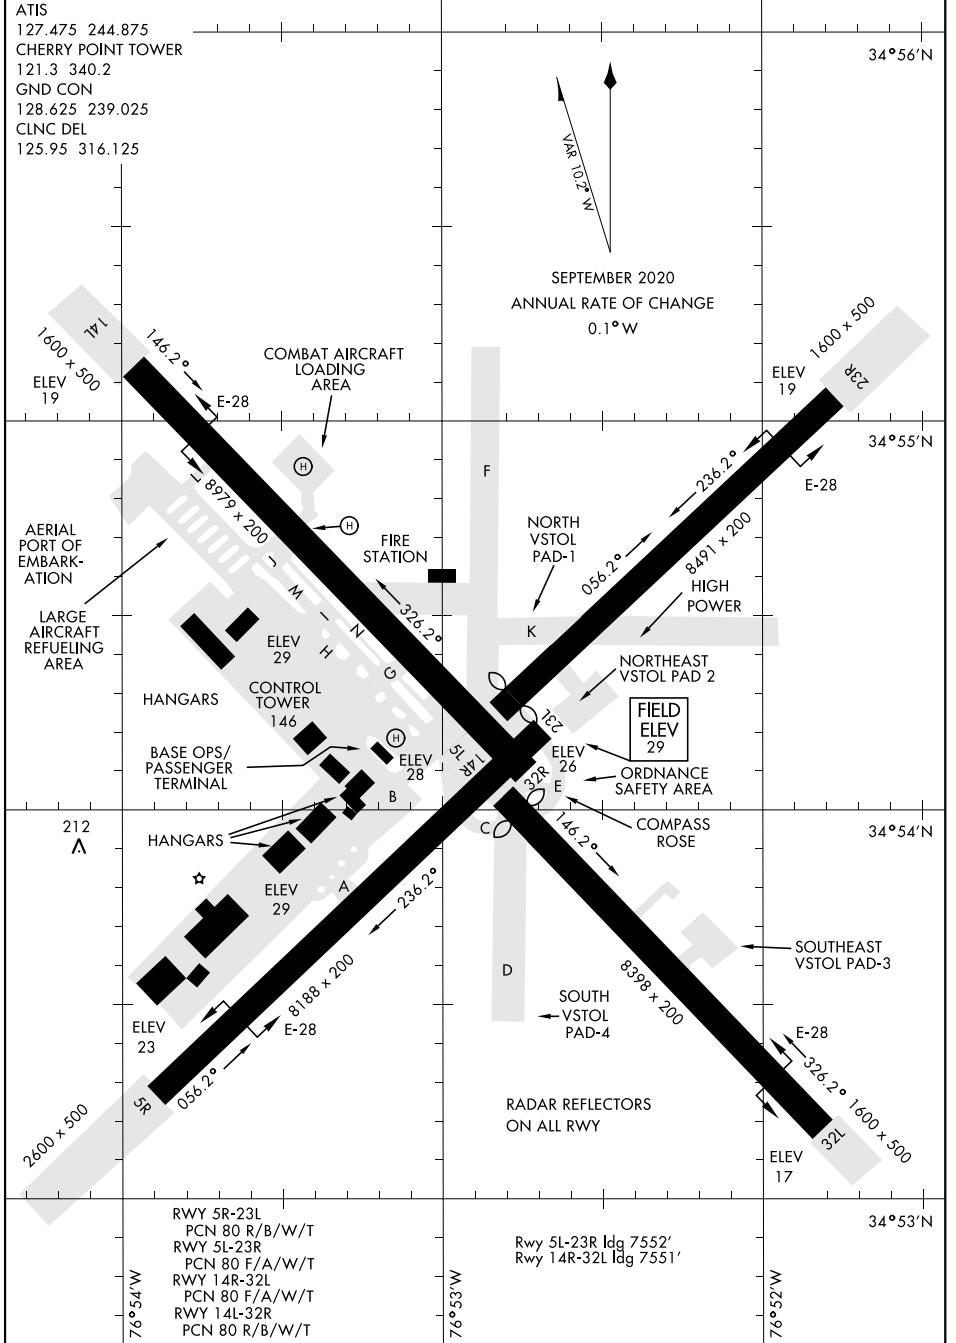 ATIS
127.475 244.875
CHERRY POINT TOWER
121.3 340.2
GND CON
128.625 239.025
CLNC DEL
125.95 316.125
34°56'N
VAR 10.2° W
SEPTEMBER 2020
ANNUAL RATE OF CHANGE
0.1° W
14L
1600 x 500
146.2°
ELEV
19
E-28
COMBAT AIRCRAFT
LOADING
AREA
H
1600 x 500
23R
ELEV
19
34°55'N
236.2°
E-28
8979 x 200
F
H
FIRE
STATION
NORTH
VSTOL
PAD-1
056.2°
8491 x 200
HIGH
POWER
AERIAL
PORT OF
EMBARK-
ATION
LARGE
AIRCRAFT
REFUELING
AREA
L
J
W
I
N
H
G
326.2°
K
ELEV
29
NORTHEAST
VSTOL PAD 2
HANGARS
CONTROL
TOWER
146
FIELD
ELEV
29
23L
BASE OPS/
PASSENGER
TERMINAL
H
ELEV
28
5L
14R
32R
ELEV
26
E
ORDNANCE
SAFETY AREA
B
COMPASS
ROSE
212
HANGARS
C
146.2°
34°54'N
ELEV
29
A
236.2°
SOUTHEAST
VSTOL PAD-3
D
8188 x 200
8398 x 200
SOUTH
VSTOL
PAD-4
ELEV
23
E-28
E-28
056.2°
326.2°
5R
2600 x 500
RADAR REFLECTORS
ON ALL RWY
32L
1600 x 500
ELEV
17
34°53'N
RWY 5R-23L
PCN 80 R/B/W/T
RWY 5L-23R
PCN 80 F/A/W/T
RWY 14R-32L
PCN 80 F/A/W/T
RWY 14L-32R
PCN 80 R/B/W/T
Rwy 5L-23R ldg 7552'
Rwy 14R-32L ldg 7551'
76°54'W
76°53'W
76°52'W